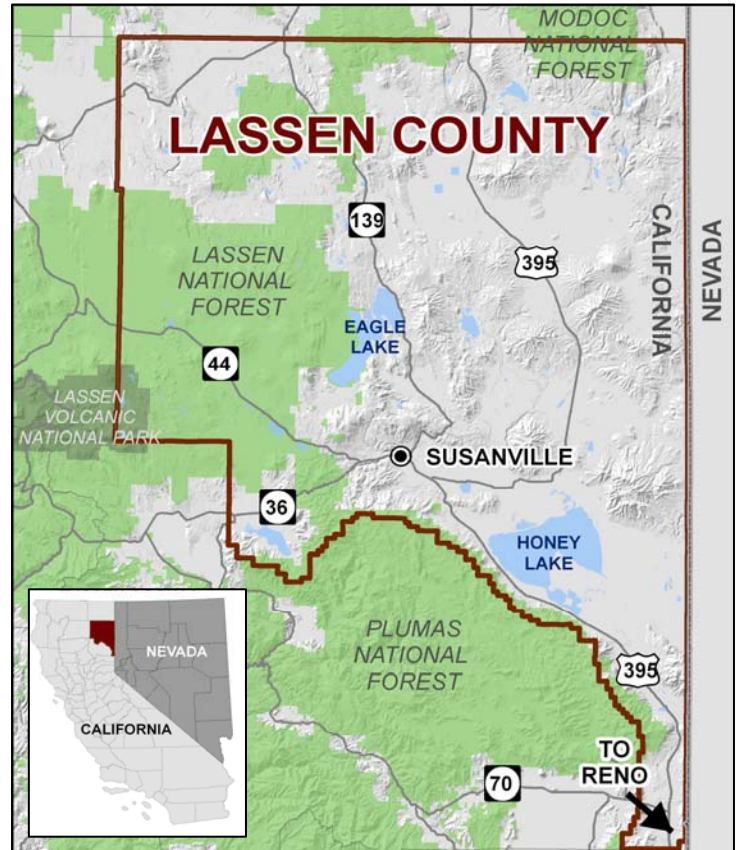 MODOC
NATIONAL
FOREST
LASSEN COUNTY
139
LASSEN
NATIONAL
FOREST
CALIFORNIA
NEVADA
395
EAGLE
LAKE
44
LASSEN
VOLCANIC
NATIONAL PARK
SUSANVILLE
36
HONEY
LAKE
PLUMAS
NATIONAL
FOREST
395
TO
RENO
70
NEVADA
CALIFORNIA